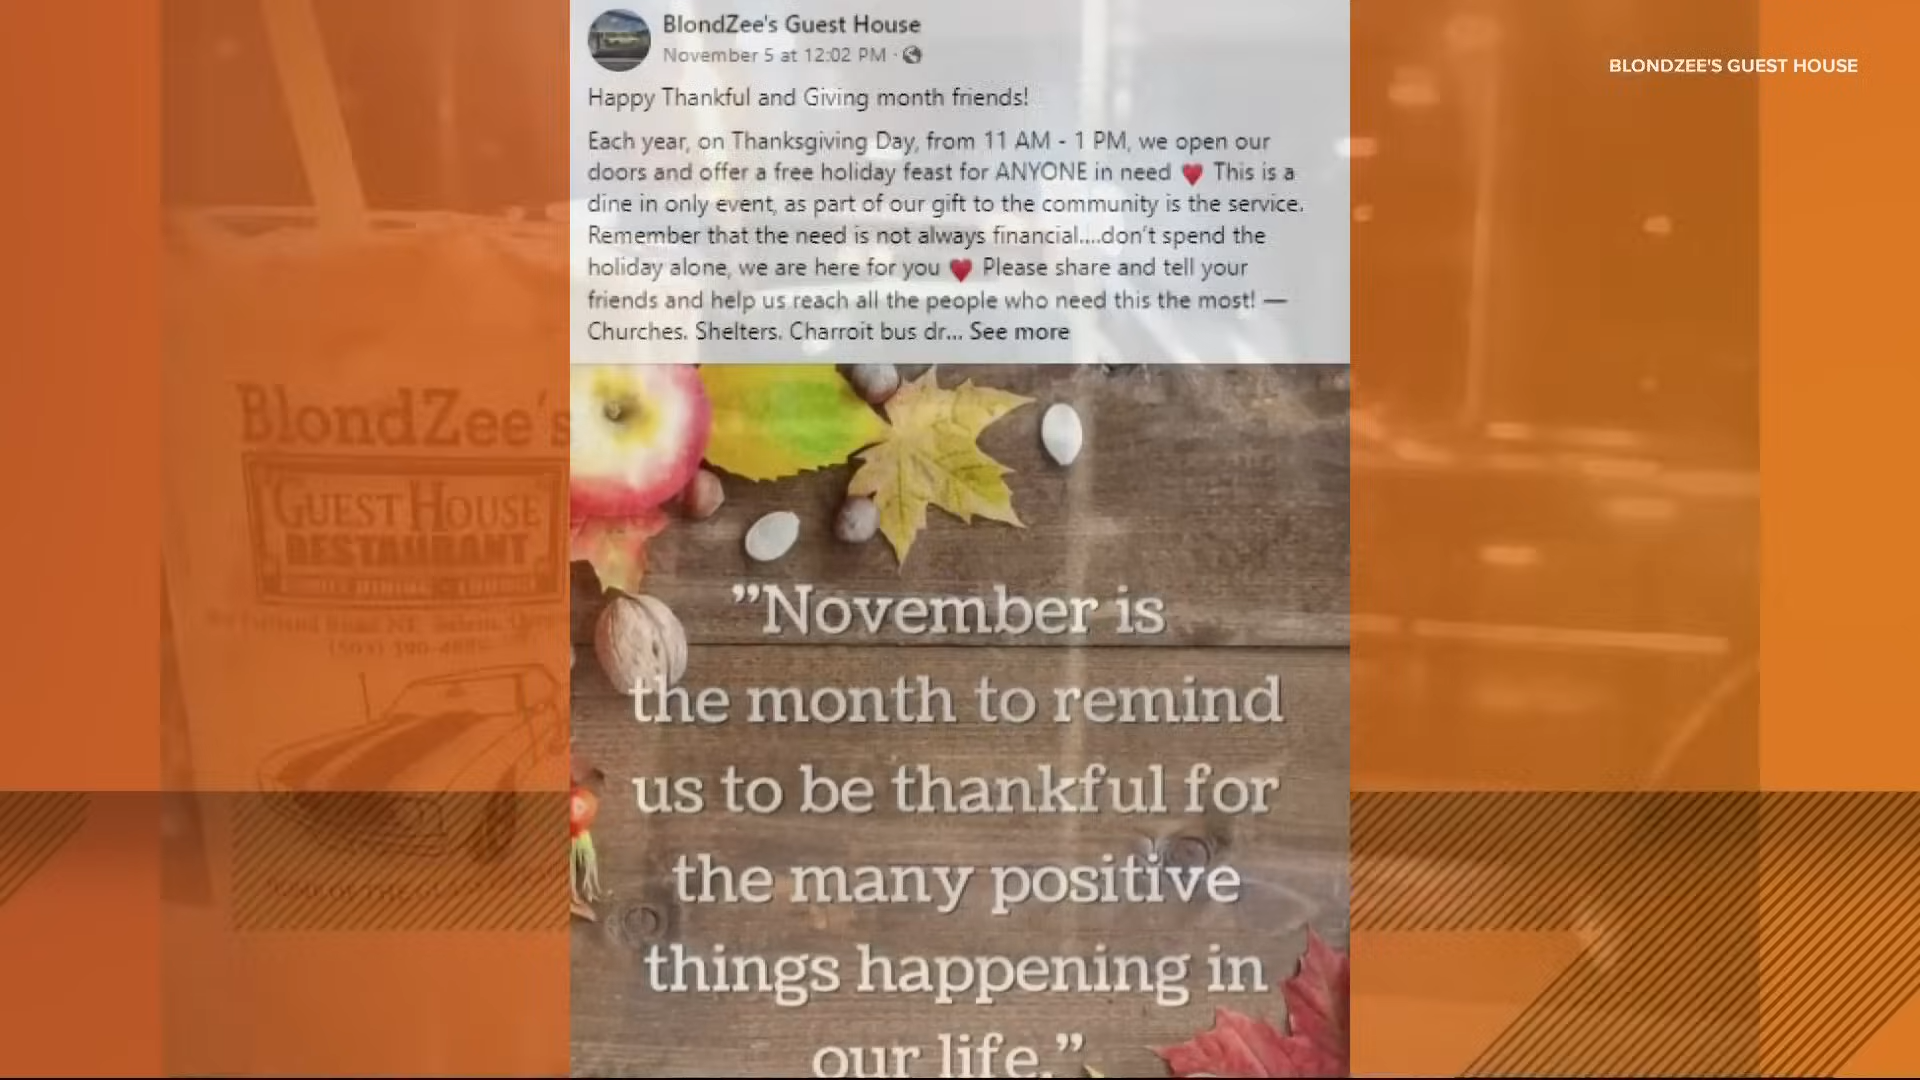 BlondZee's Guest House
November 5 at 12:02 PM ·
BLONDZEE'S GUEST HOUSE
Happy Thankful and Giving month friends!
Each year, on Thanksgiving Day, from 11 AM - 1 PM, we open our
doors and offer a free holiday feast for ANYONE in need ♥ This is a
dine in only event, as part of our gift to the community is the service.
Remember that the need is not always financial....don't spend the
holiday alone, we are here for you ♥ Please share and tell your
friends and help us reach all the people who need this the most! —
Churches. Shelters. Charroit bus dr... See more
BlondZee's
GUEST HOUSE
RESTAURANT
"November is
the month to remind
us to be thankful for
the many positive
things happening in
our life."